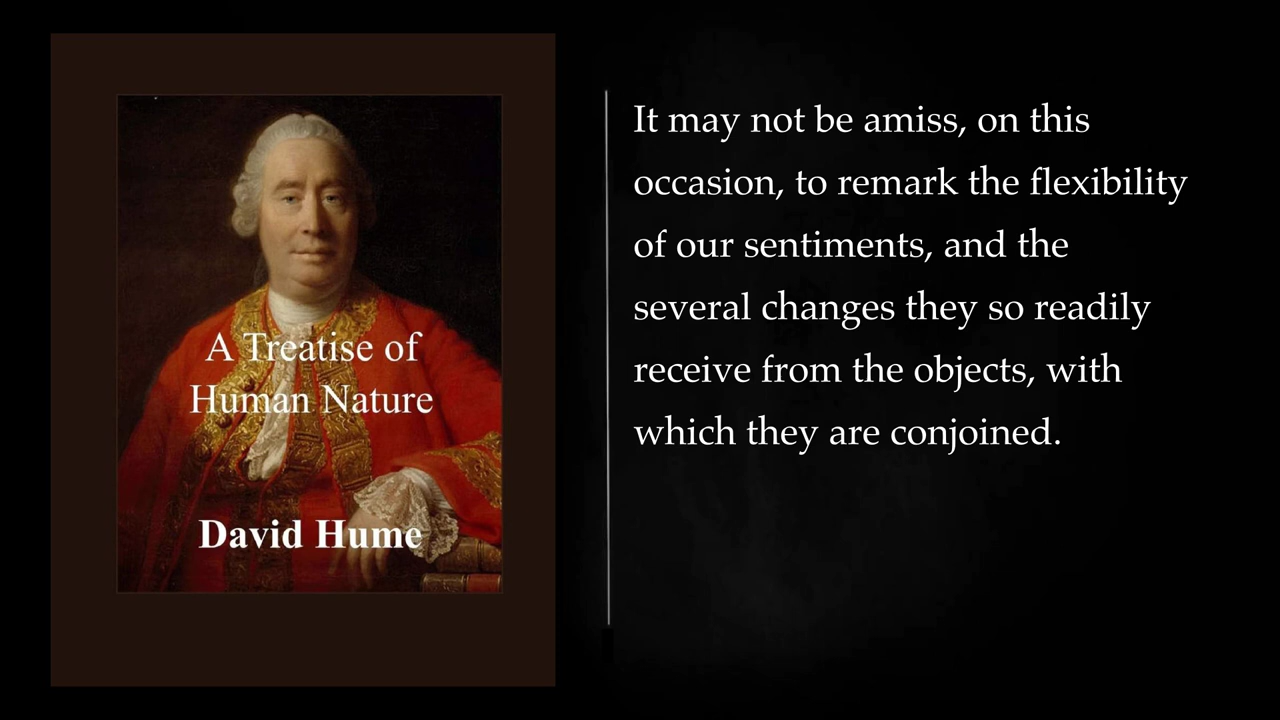 A Treatise of
Human Nature
David Hume
It may not be amiss, on this
occasion, to remark the flexibility
of our sentiments, and the
several changes they so readily
receive from the objects, with
which they are conjoined.